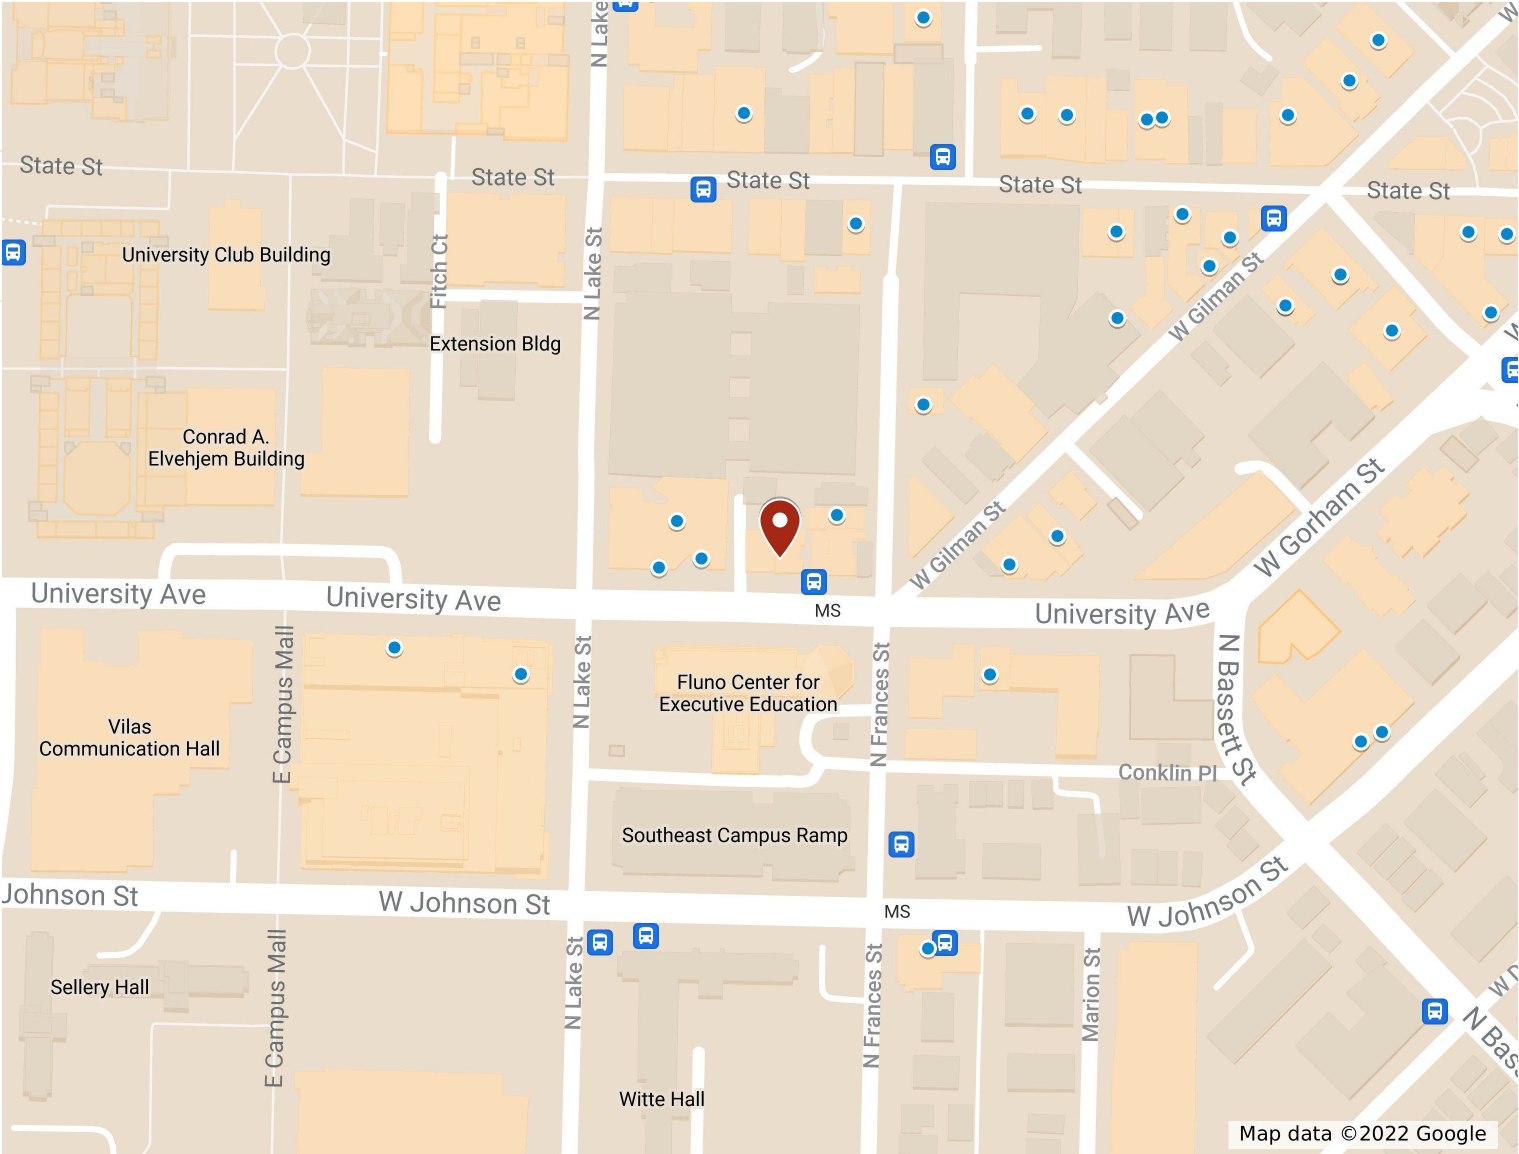 N Lake
W
State St
State St
State St
State St
State St
University Club Building
Fitch Ct
N Lake St
W Gilman St
W
Extension Bldg
Conrad A.
Elvehjem Building
W Gorham St
W Gilman St
University Ave
University Ave
MS
University Ave
E Campus Mall
N Lake St
N Frances St
N Bassett St
Fluno Center for
Executive Education
Vilas
Communication Hall
Conklin Pl
Southeast Campus Ramp
Johnson St
W Johnson St
MS
W Johnson St
E Campus Mall
N Lake St
N Frances St
Marion St
Sellery Hall
W D
N Bass
Witte Hall
Map data ©2022 Google